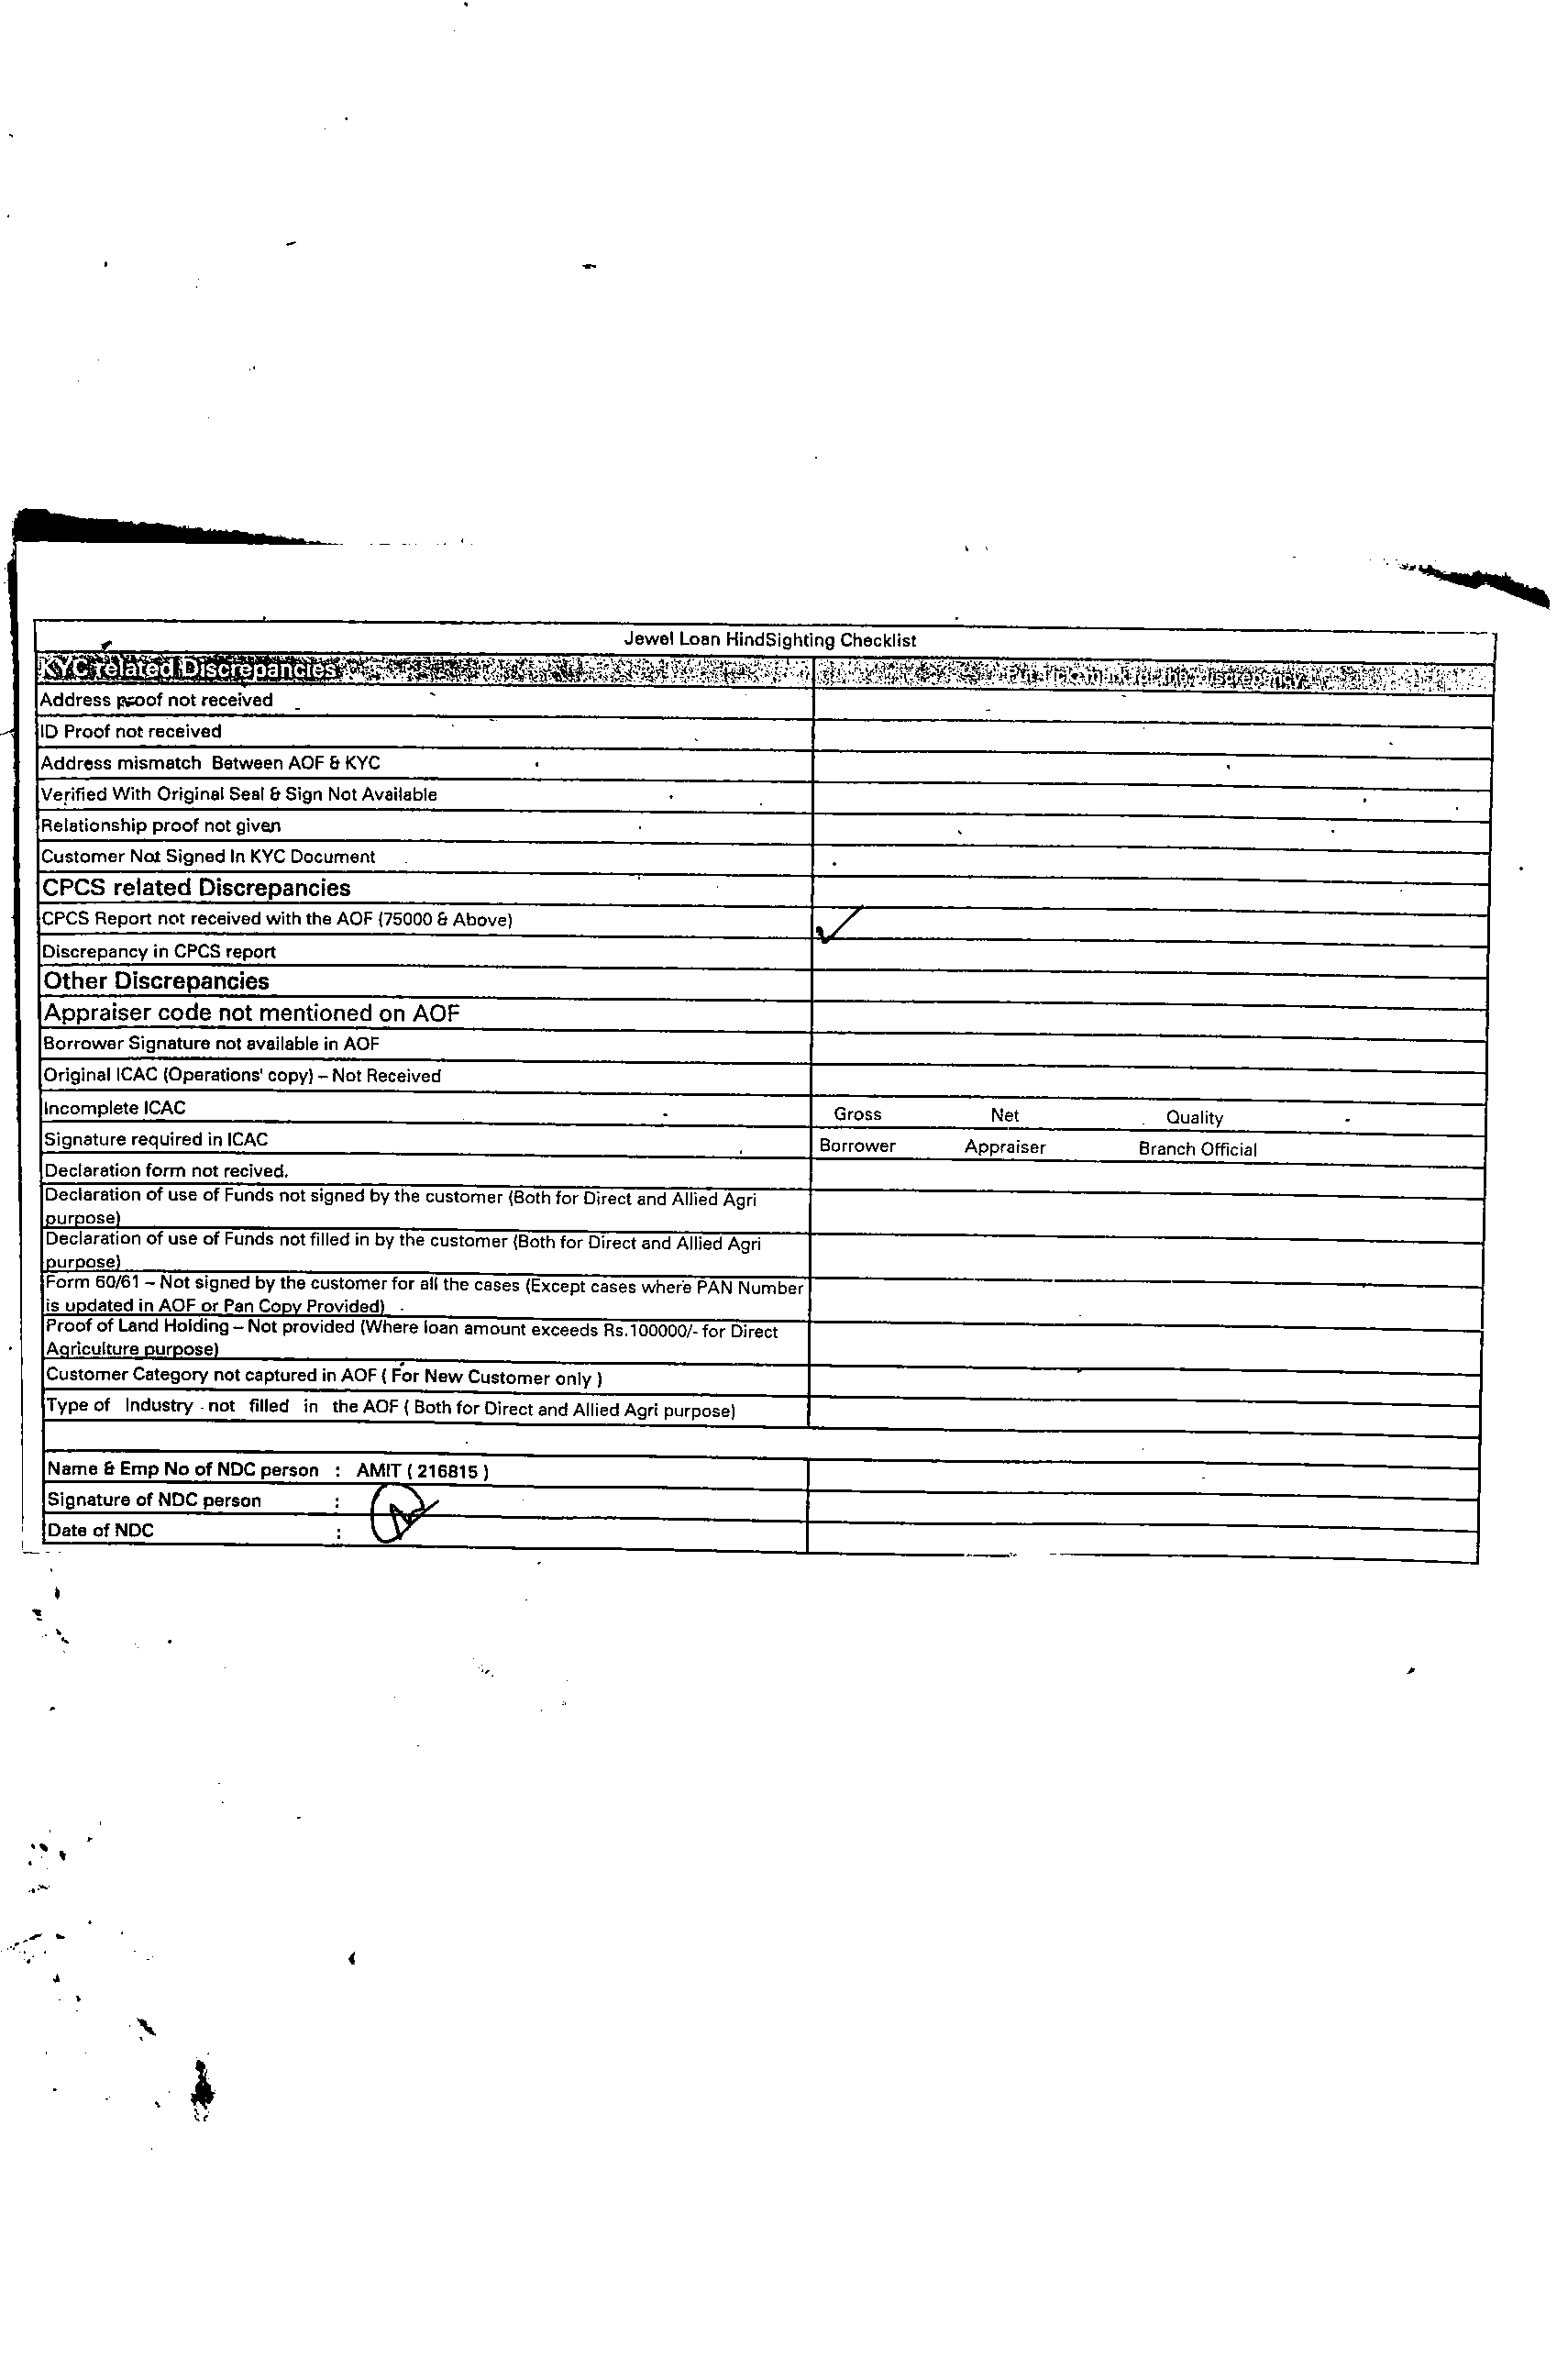 Jewel Loan HindSighting Checklist
KYC related Discrepancies
Address proof not received
ID Proof not received
Address mismatch Between AOF & KYC
Verified With Original Seal & Sign Not Available
Relationship proof not given
Customer Not Signed In KYC Document
CPCS related Discrepancies
CPCS Report not received with the AOF (75000 & Above) ✓
Discrepancy in CPCS report
Other Discrepancies
Appraiser code not mentioned on AOF
Borrower Signature not available in AOF
Original ICAC (Operations' copy) – Not Received
Incomplete ICAC Gross Net Quality
Signature required in ICAC Borrower Appraiser Branch Official
Declaration form not recived.
Declaration of use of Funds not signed by the customer (Both for Direct and Allied Agri
purpose)
Declaration of use of Funds not filled in by the customer (Both for Direct and Allied Agri
purpose)
Form 60/61 – Not signed by the customer for all the cases (Except cases where PAN Number
is updated in AOF or Pan Copy Provided)
Proof of Land Holding – Not provided (Where loan amount exceeds Rs.100000/- for Direct
Agriculture purpose)
Customer Category not captured in AOF ( For New Customer only )
Type of Industry not filled in the AOF ( Both for Direct and Allied Agri purpose)
Name & Emp No of NDC person : AMIT ( 216815 )
Signature of NDC person :
Date of NDC :